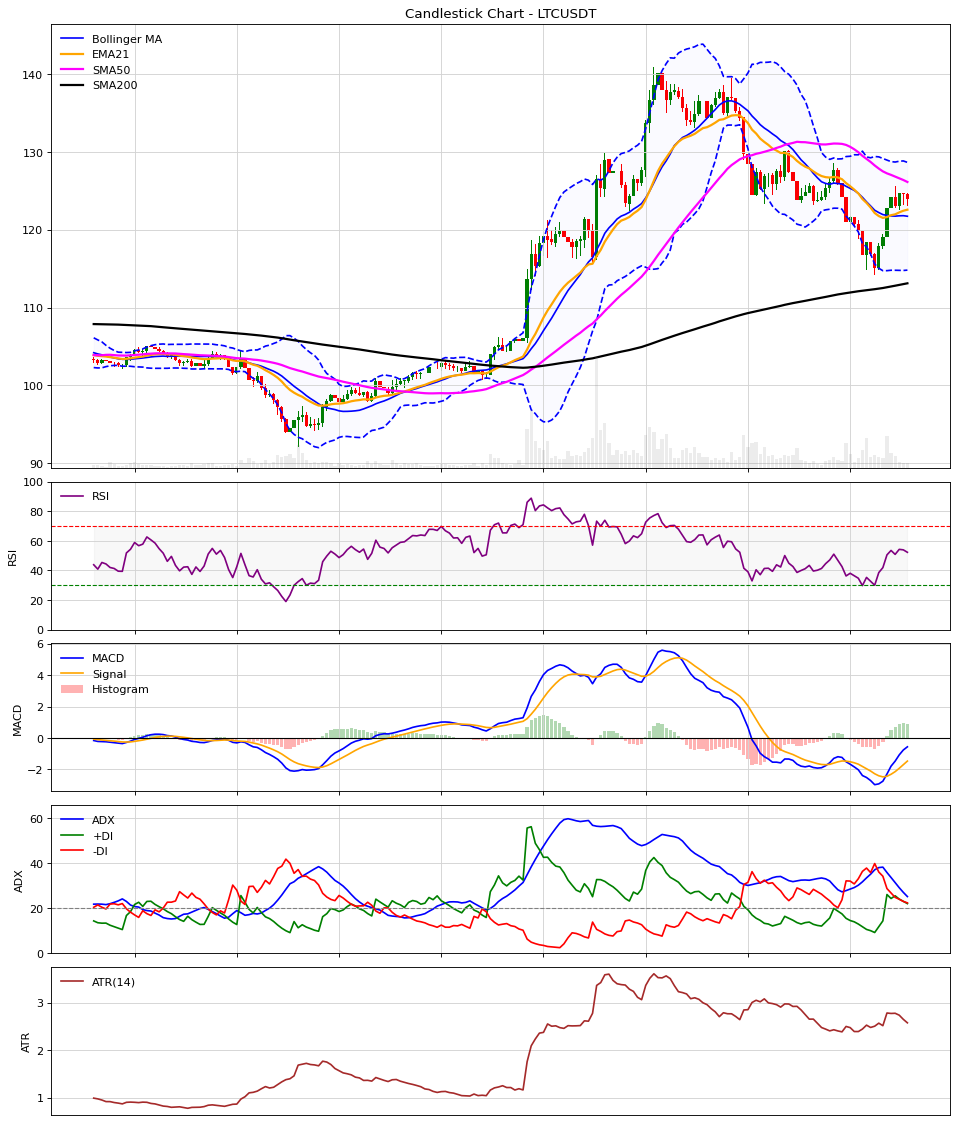 Candlestick Chart - LTCUSDT
Bollinger MA
EMA21
SMA50
SMA200
140
130
120
110
100
90
RSI
100
80
60
40
20
0
RSI
MACD
Signal
Histogram
6
4
2
0
−2
MACD
ADX
+DI
-DI
60
40
20
0
ADX
ATR(14)
3
2
1
ATR